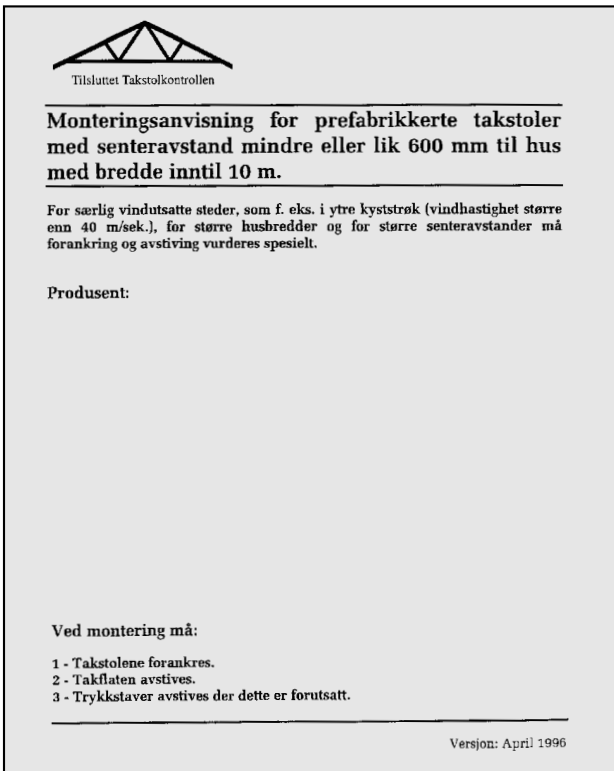 Tilsluttet Takstolkontrollen
Monteringsanvisning for prefabrikkerte takstoler
med senteravstand mindre eller lik 600 mm til hus
med bredde inntil 10 m.
For særlig vindutsatte steder, som f. eks. i ytre kyststrøk (vindhastighet større
enn 40 m/sek.), for større husbredder og for større senteravstander må
forankring og avstiving vurderes spesielt.
Produsent:
Ved montering må:
1 - Takstolene forankres.
2 - Takflaten avstives.
3 - Trykkstaver avstives der dette er forutsatt.
Versjon: April 1996